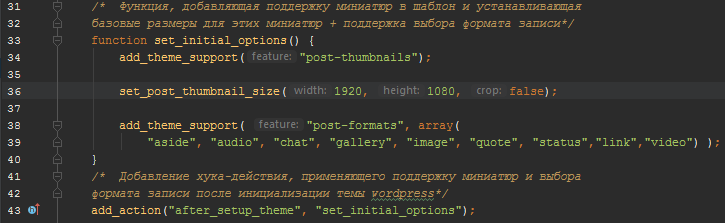 31 /* Функция, добавляющая поддержку миниатюр в шаблон и устанавливающая
32 базовые размеры для этих миниатюр + поддержка выбора формата записи*/
33 function set_initial_options() {
34 add_theme_support( feature: "post-thumbnails");
35
36 set_post_thumbnail_size( width: 1920, height: 1080, crop: false);
37
38 add_theme_support( feature: "post-formats", array(
39 "aside", "audio", "chat", "gallery", "image", "quote", "status","link","video") );
40 }
41 /* Добавление хука-действия, применяющего поддержку миниатюр и выбора
42 формата записи после инициализации темы wordpress*/
43 add_action("after_setup_theme", "set_initial_options");